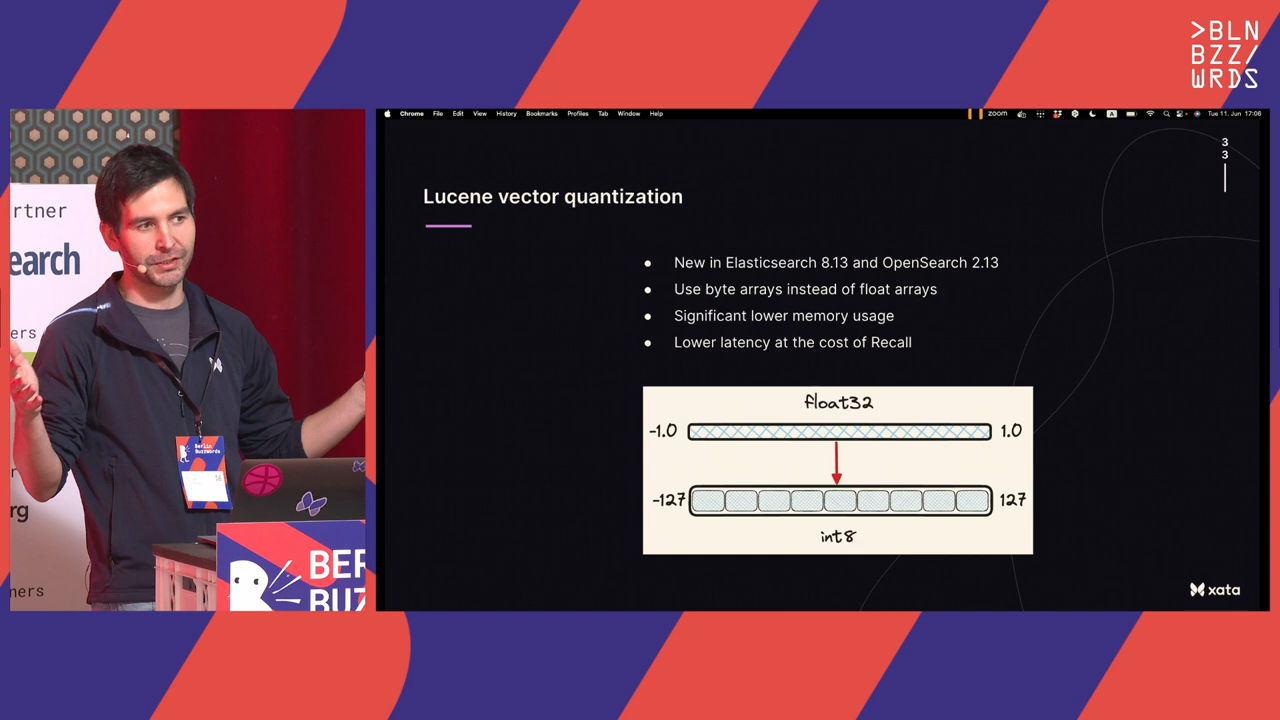 >BLN
BZZ/
WRDS
Chrome File Edit View History Bookmarks Profiles Tab Window Help
zoom
A
Tue 11. Jun 17:06
3
3
Lucene vector quantization
● New in Elasticsearch 8.13 and OpenSearch 2.13
● Use byte arrays instead of float arrays
● Significant lower memory usage
● Lower latency at the cost of Recall
float32
-1.0 1.0
-127 127
int8
xata
rtner
earch
ers
rg
ners
Berlin
Buzzwords
BER
BUZ